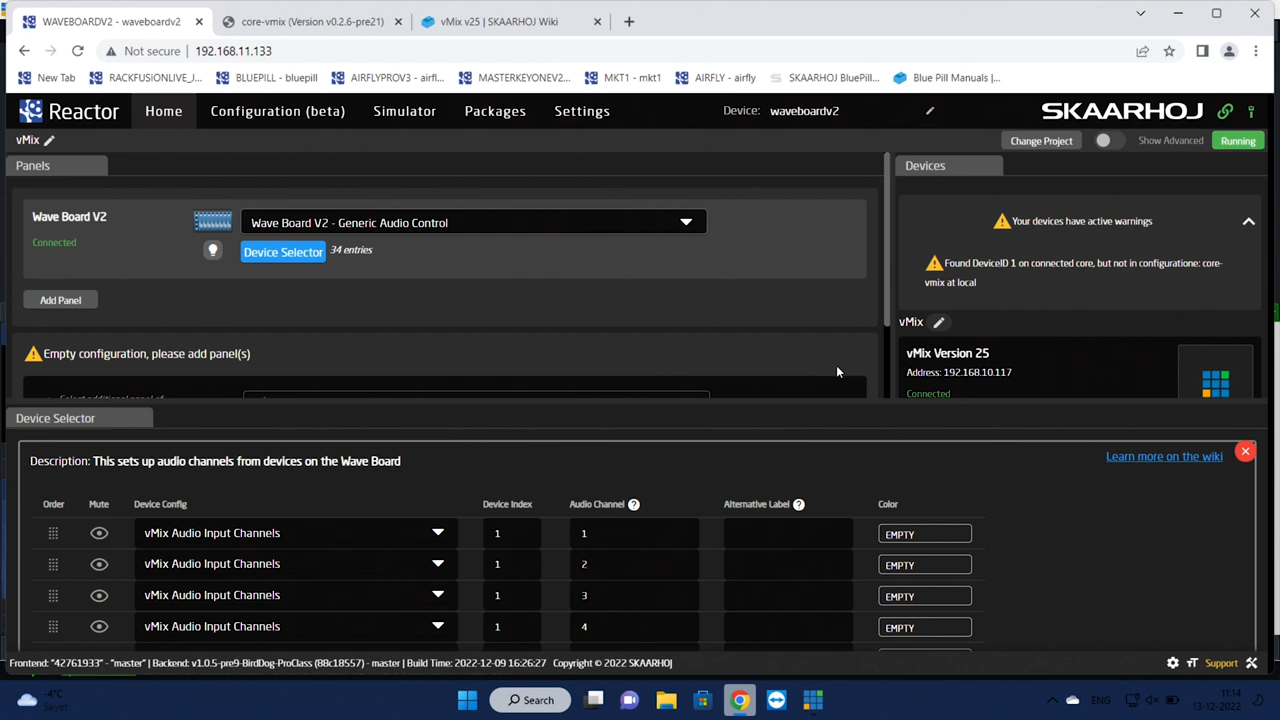 WAVEBOARDV2 - waveboardv2
core-vmix (Version v0.2.6-pre21)
vMix v25 | SKAARHOJ Wiki
Not secure
192.168.11.133
New Tab
RACKFUSIONLIVE_J...
BLUEPILL - bluepill
AIRFLYPROV3 - airfl...
MASTERKEYONEV2...
MKT1 - mkt1
AIRFLY - airfly
SKAARHOJ BluePill...
Blue Pill Manuals |...
Reactor
Home
Configuration (beta)
Simulator
Packages
Settings
Device: waveboardv2
SKAARHOJ
vMix
Change Project
Show Advanced
Running
Panels
Devices
Wave Board V2
Connected
Wave Board V2 - Generic Audio Control
Device Selector
34 entries
Add Panel
Empty configuration, please add panel(s)
Your devices have active warnings
Found DeviceID 1 on connected core, but not in configuratione: core-
vmix at local
vMix
vMix Version 25
Address: 192.168.10.117
Connected
Device Selector
Description: This sets up audio channels from devices on the Wave Board
Learn more on the wiki
Order Mute Device Config Device Index Audio Channel ? Alternative Label ? Color
vMix Audio Input Channels 1 1 EMPTY
vMix Audio Input Channels 1 2 EMPTY
vMix Audio Input Channels 1 3 EMPTY
vMix Audio Input Channels 1 4 EMPTY
Frontend: "42761933" - "master" | Backend: v1.0.5-pre9-BirdDog-ProClass (88c18557) - master | Build Time: 2022-12-09 16:26:27 Copyright © 2022 SKAARHOJ
Support
-4°C
Skyet
Search
ENG
11:14
13-12-2022